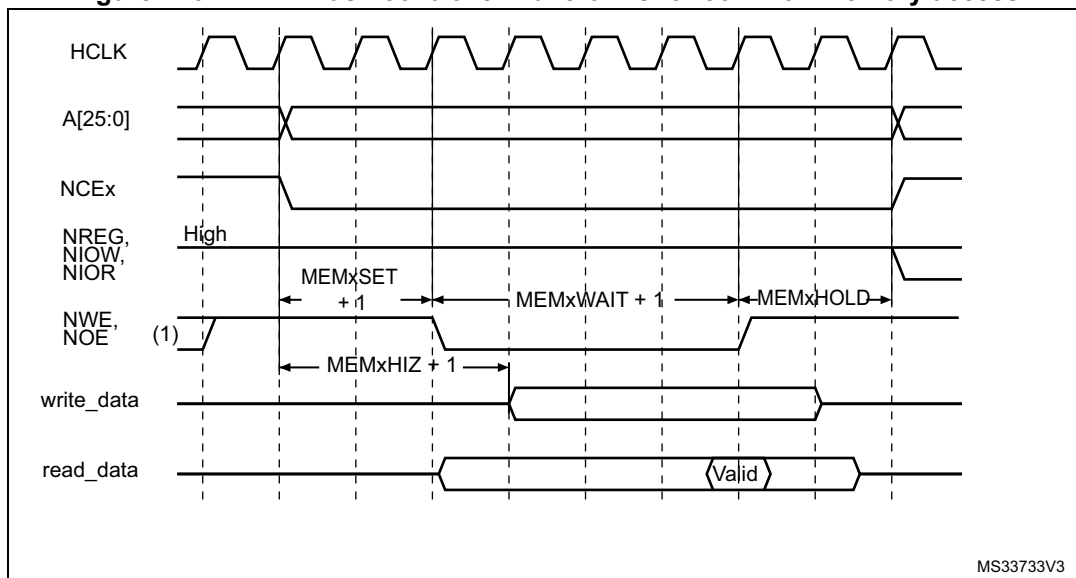 HCLK
A[25:0]
NCEx
NREG,
NIOW,
NIOR
High
MEMxSET
+ 1
MEMxWAIT + 1
MEMxHOLD
NWE,
NOE
(1)
MEMxHIZ + 1
write_data
read_data
Valid
MS33733V3